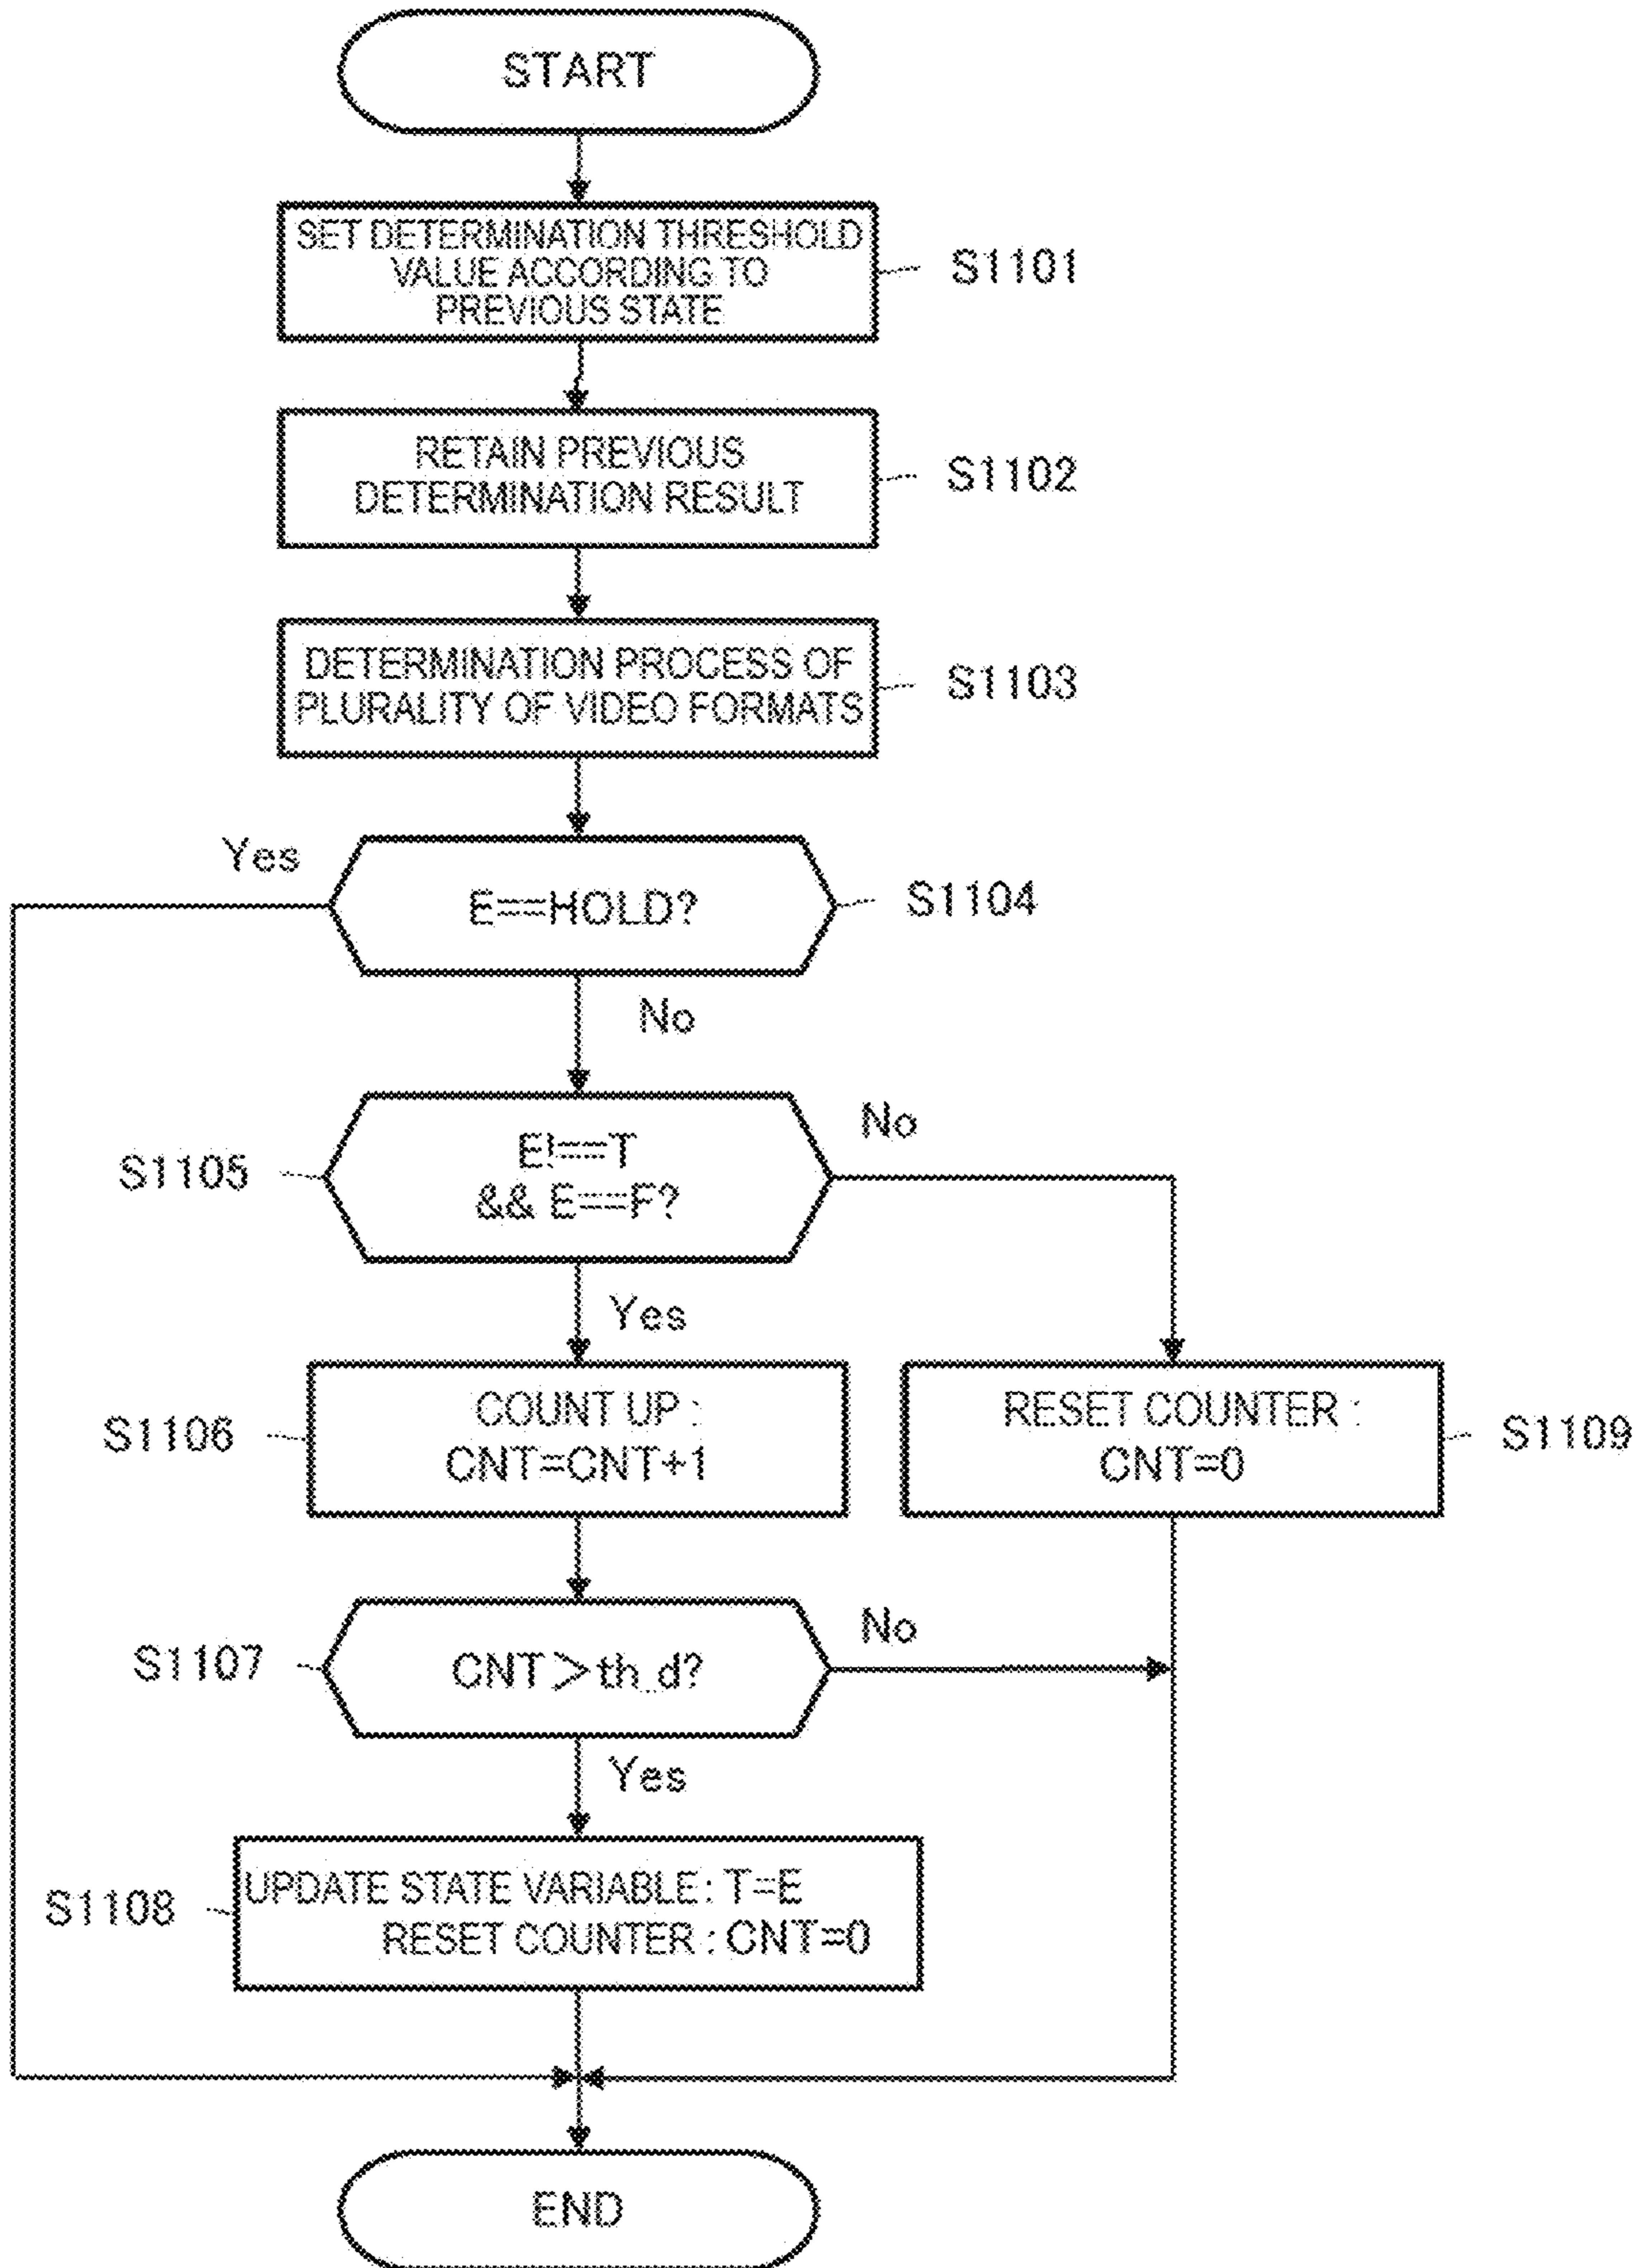 START
SET DETERMINATION THRESHOLD
VALUE ACCORDING TO
PREVIOUS STATE
S1101
RETAIN PREVIOUS
DETERMINATION RESULT
S1102
DETERMINATION PROCESS OF
PLURALITY OF VIDEO FORMATS
S1103
Yes
E==HOLD?
S1104
No
S1105
E!==T
&& E==F?
No
Yes
S1106
COUNT UP :
CNT=CNT+1
RESET COUNTER :
CNT=0
S1109
S1107
CNT＞th_d?
No
Yes
S1108
UPDATE STATE VARIABLE : T=E
RESET COUNTER : CNT=0
END